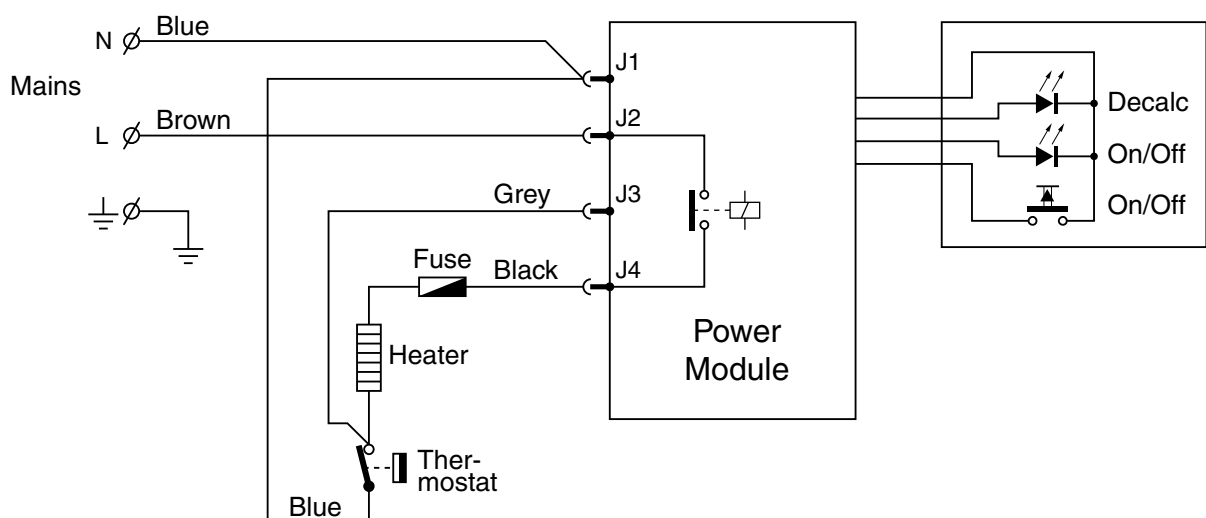 N
Blue
Mains
L
Brown
J1
J2
J3
J4
Grey
Fuse
Black
Heater
Ther-
mostat
Blue
Power
Module
Decalc
On/Off
On/Off